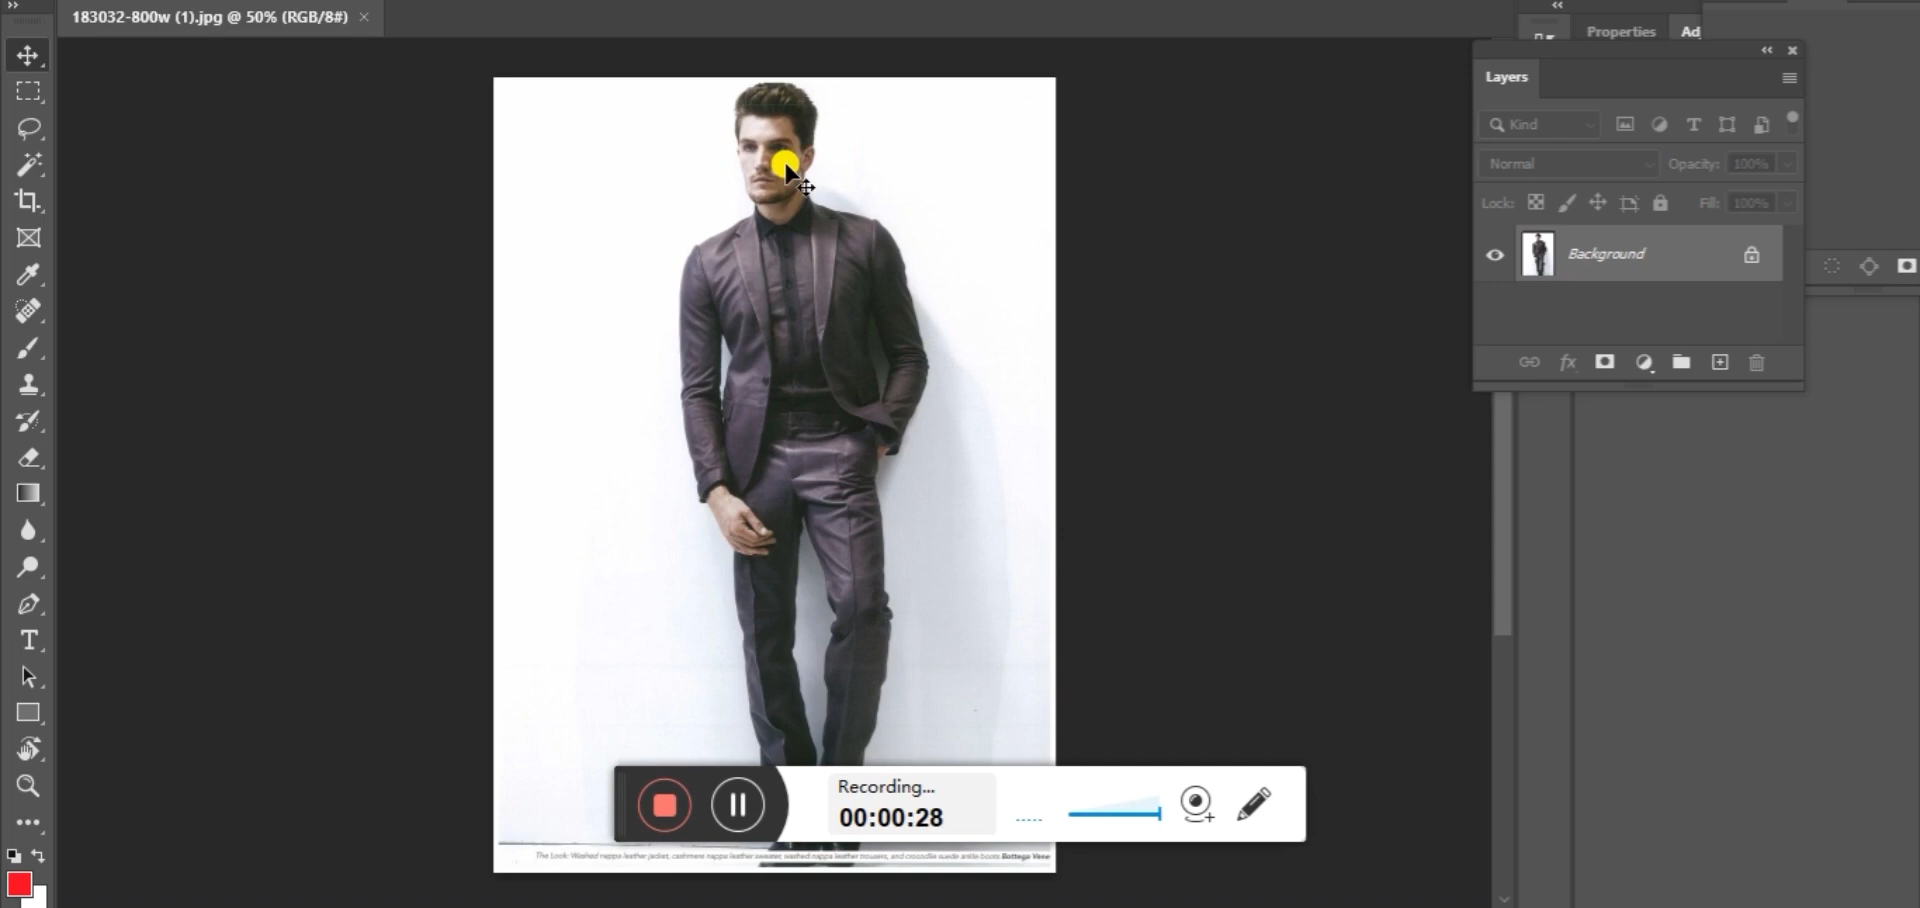 183032-800w (1).jpg @ 50% (RGB/8#)
Properties
Ad
Layers
Kind
Normal
Opacity: 100%
Lock:
Fill: 100%
Background
Recording...
00:00:28
The Look: Washed nappa leather jacket, cashmere nappa leather sweater, washed nappa leather trousers, and crocodile suede ankle boots Bottega Vene